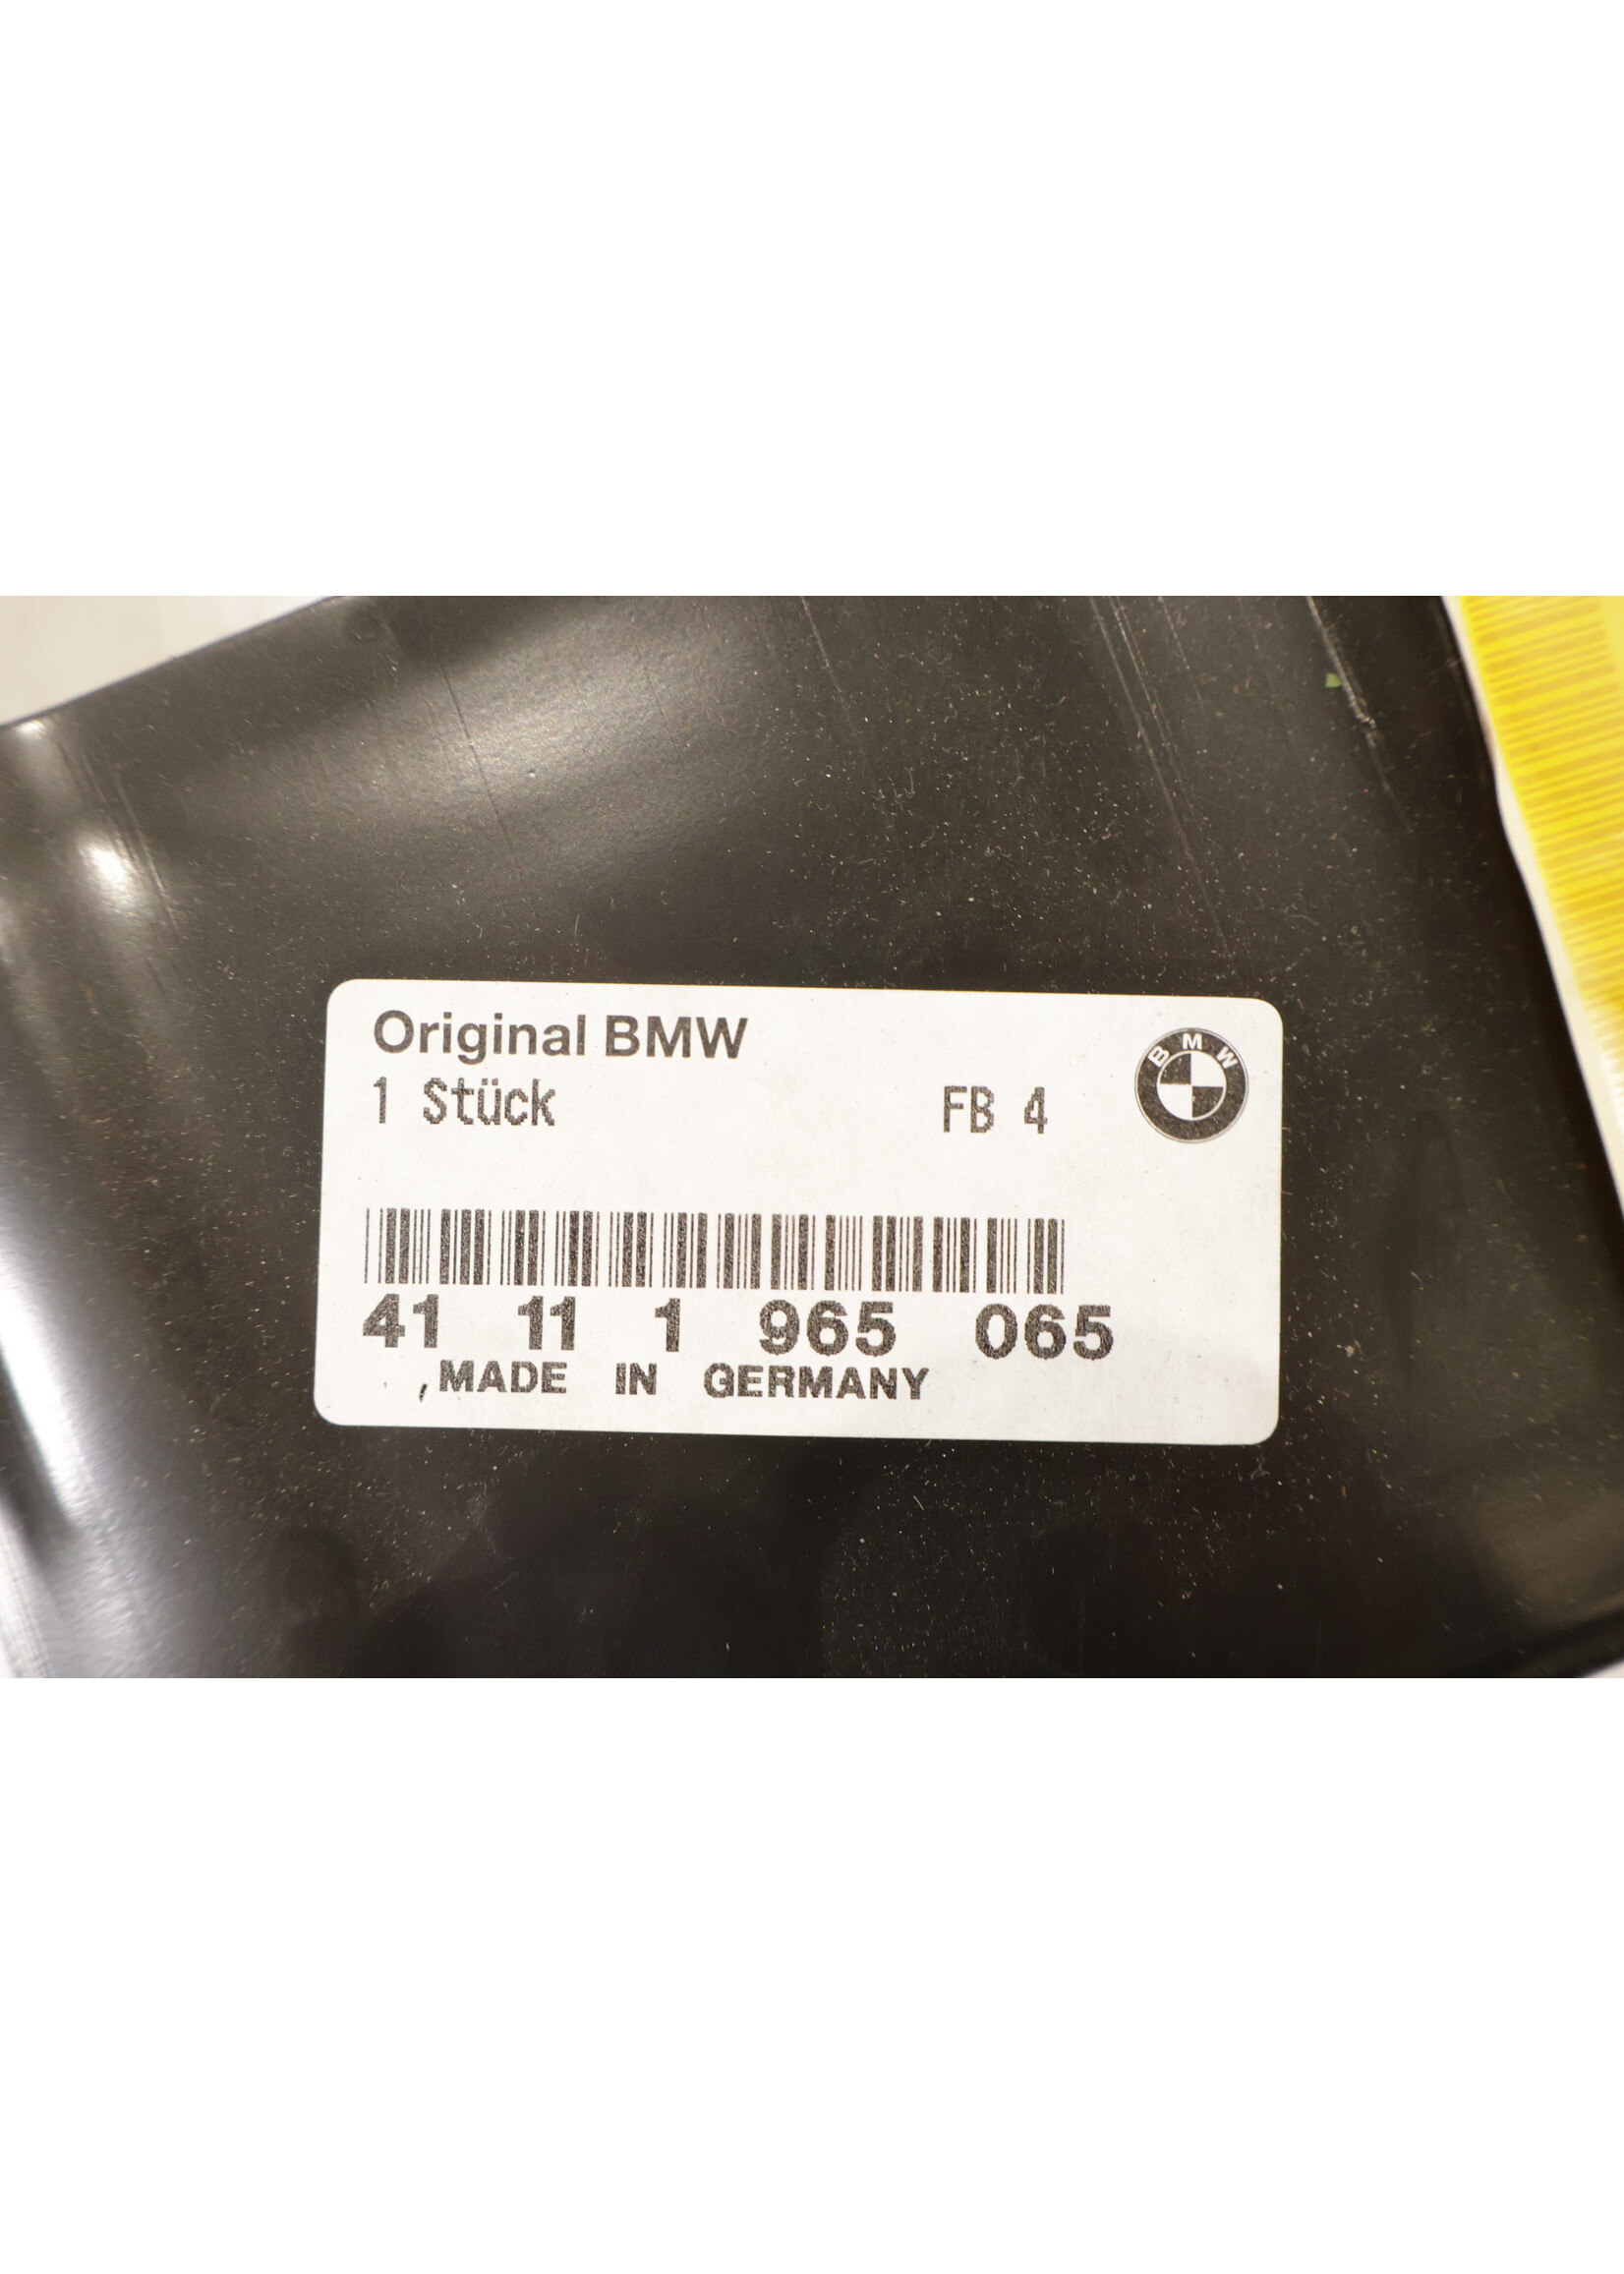 Original BMW
1 Stück FB 4
BMW
41 11 1 965 065
MADE IN GERMANY